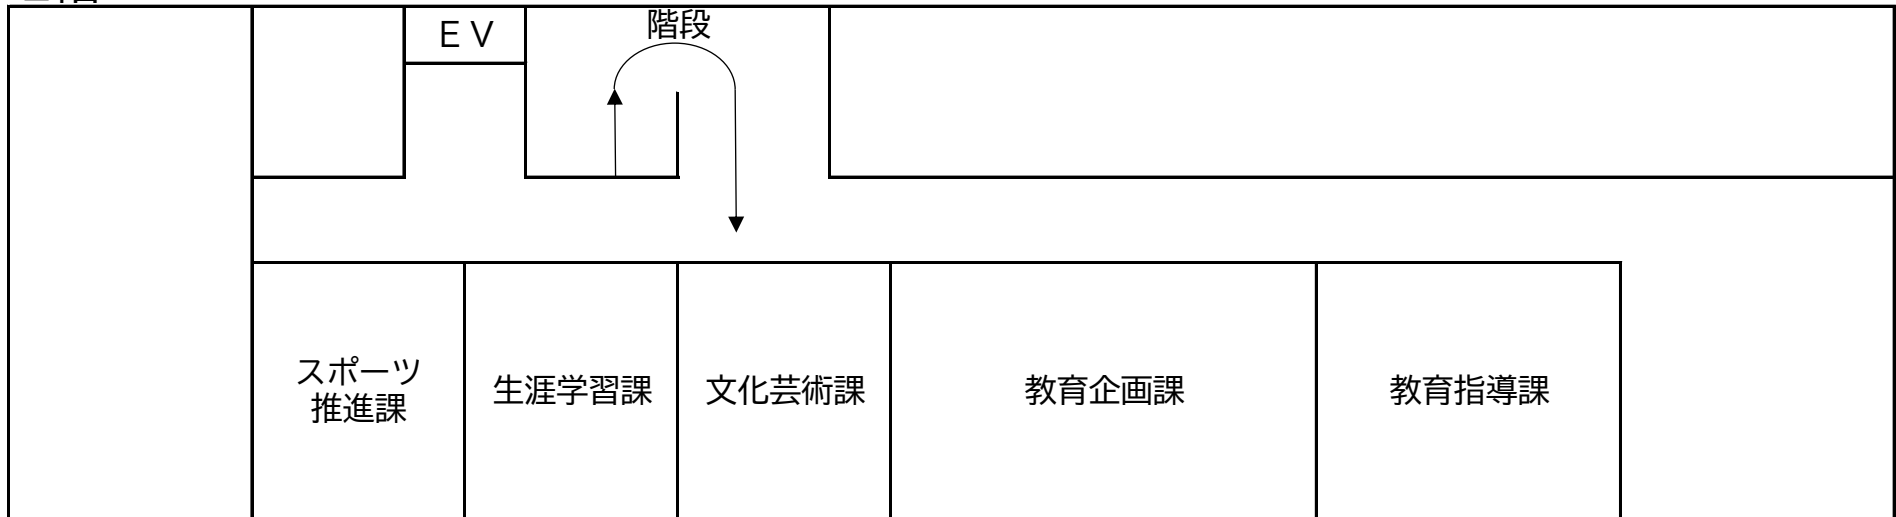 ＥＶ
階段
スポーツ
推進課
生涯学習課
文化芸術課
教育企画課
教育指導課